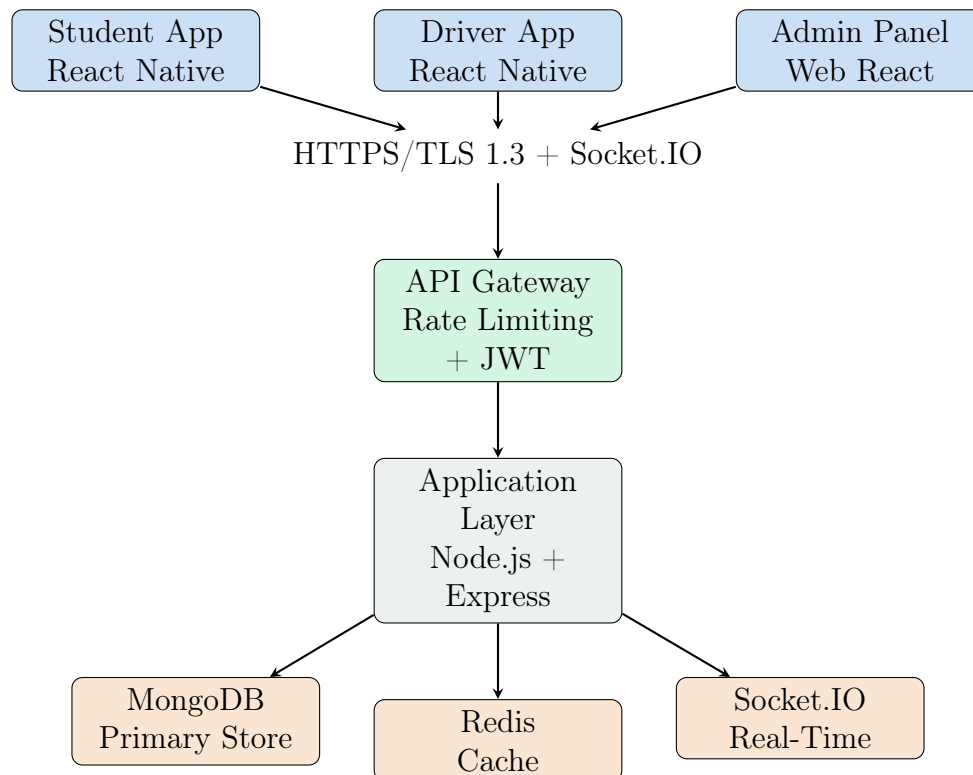 Student App
React Native
Driver App
React Native
Admin Panel
Web React
HTTPS/TLS 1.3 + Socket.IO
API Gateway
Rate Limiting
+ JWT
Application
Layer
Node.js +
Express
MongoDB
Primary Store
Redis
Cache
Socket.IO
Real-Time